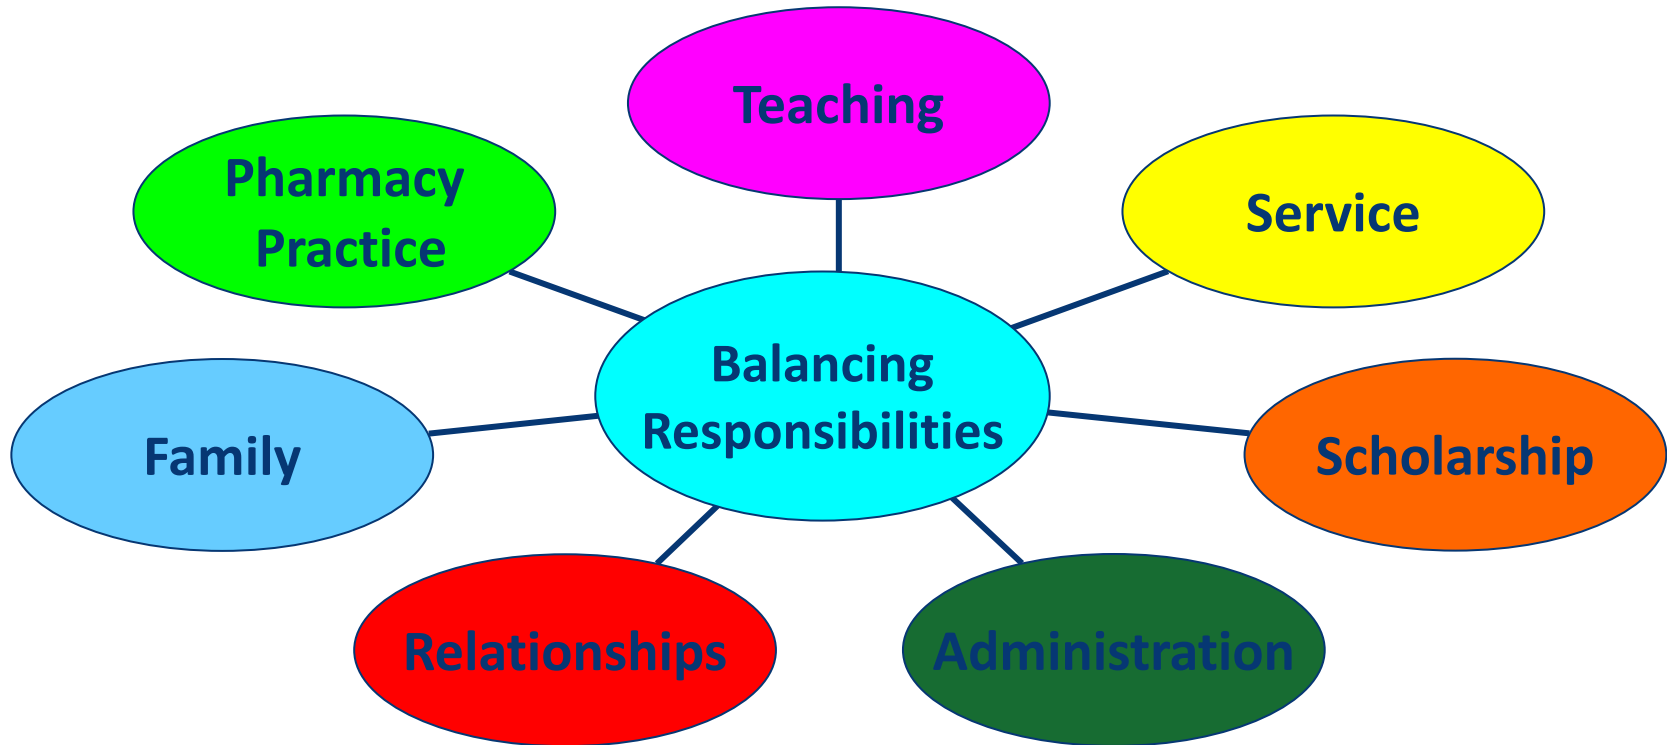 Teaching
Pharmacy
Practice
Service
Balancing
Responsibilities
Family
Scholarship
Relationships
Administration